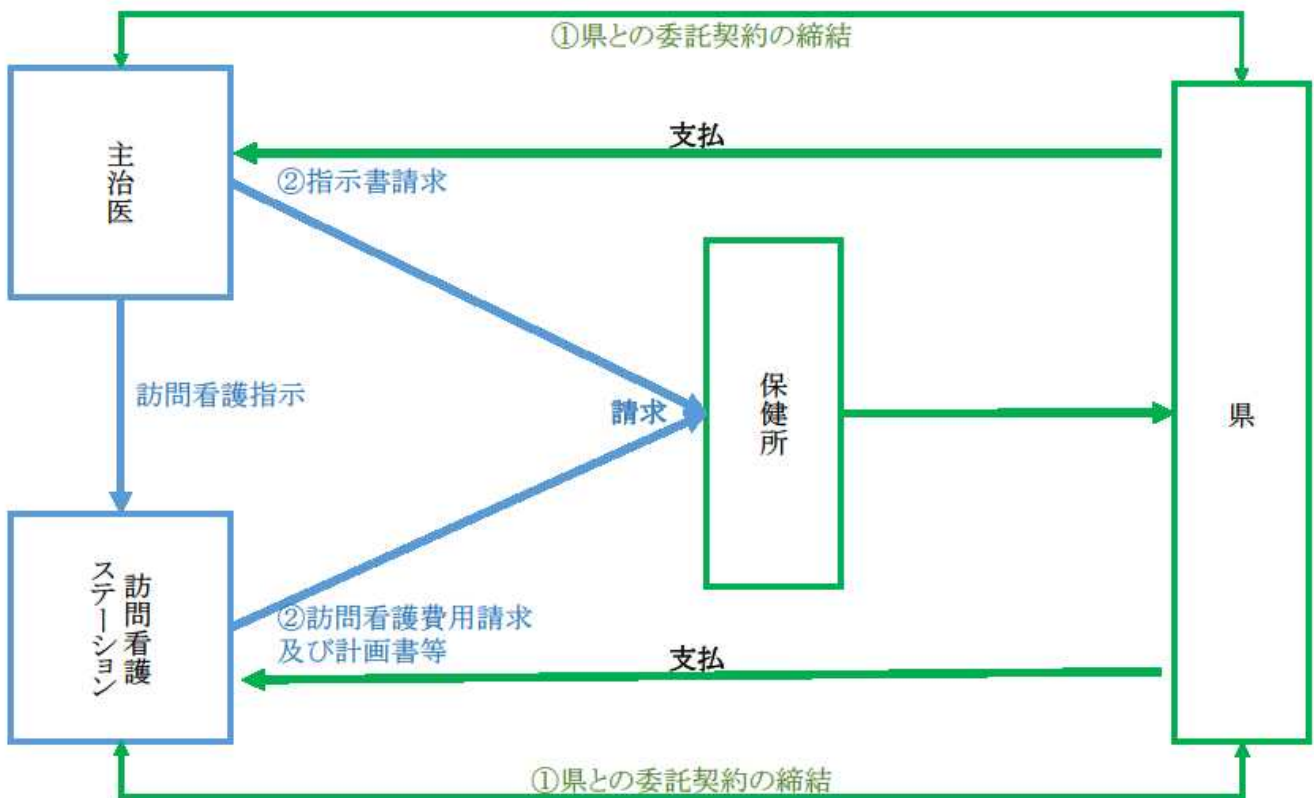 ①県との委託契約の締結
支払
主治医
②指示書請求
訪問看護指示
請求
保健所
県
訪問看護
ステーション
②訪問看護費用請求
及び計画書等
支払
①県との委託契約の締結